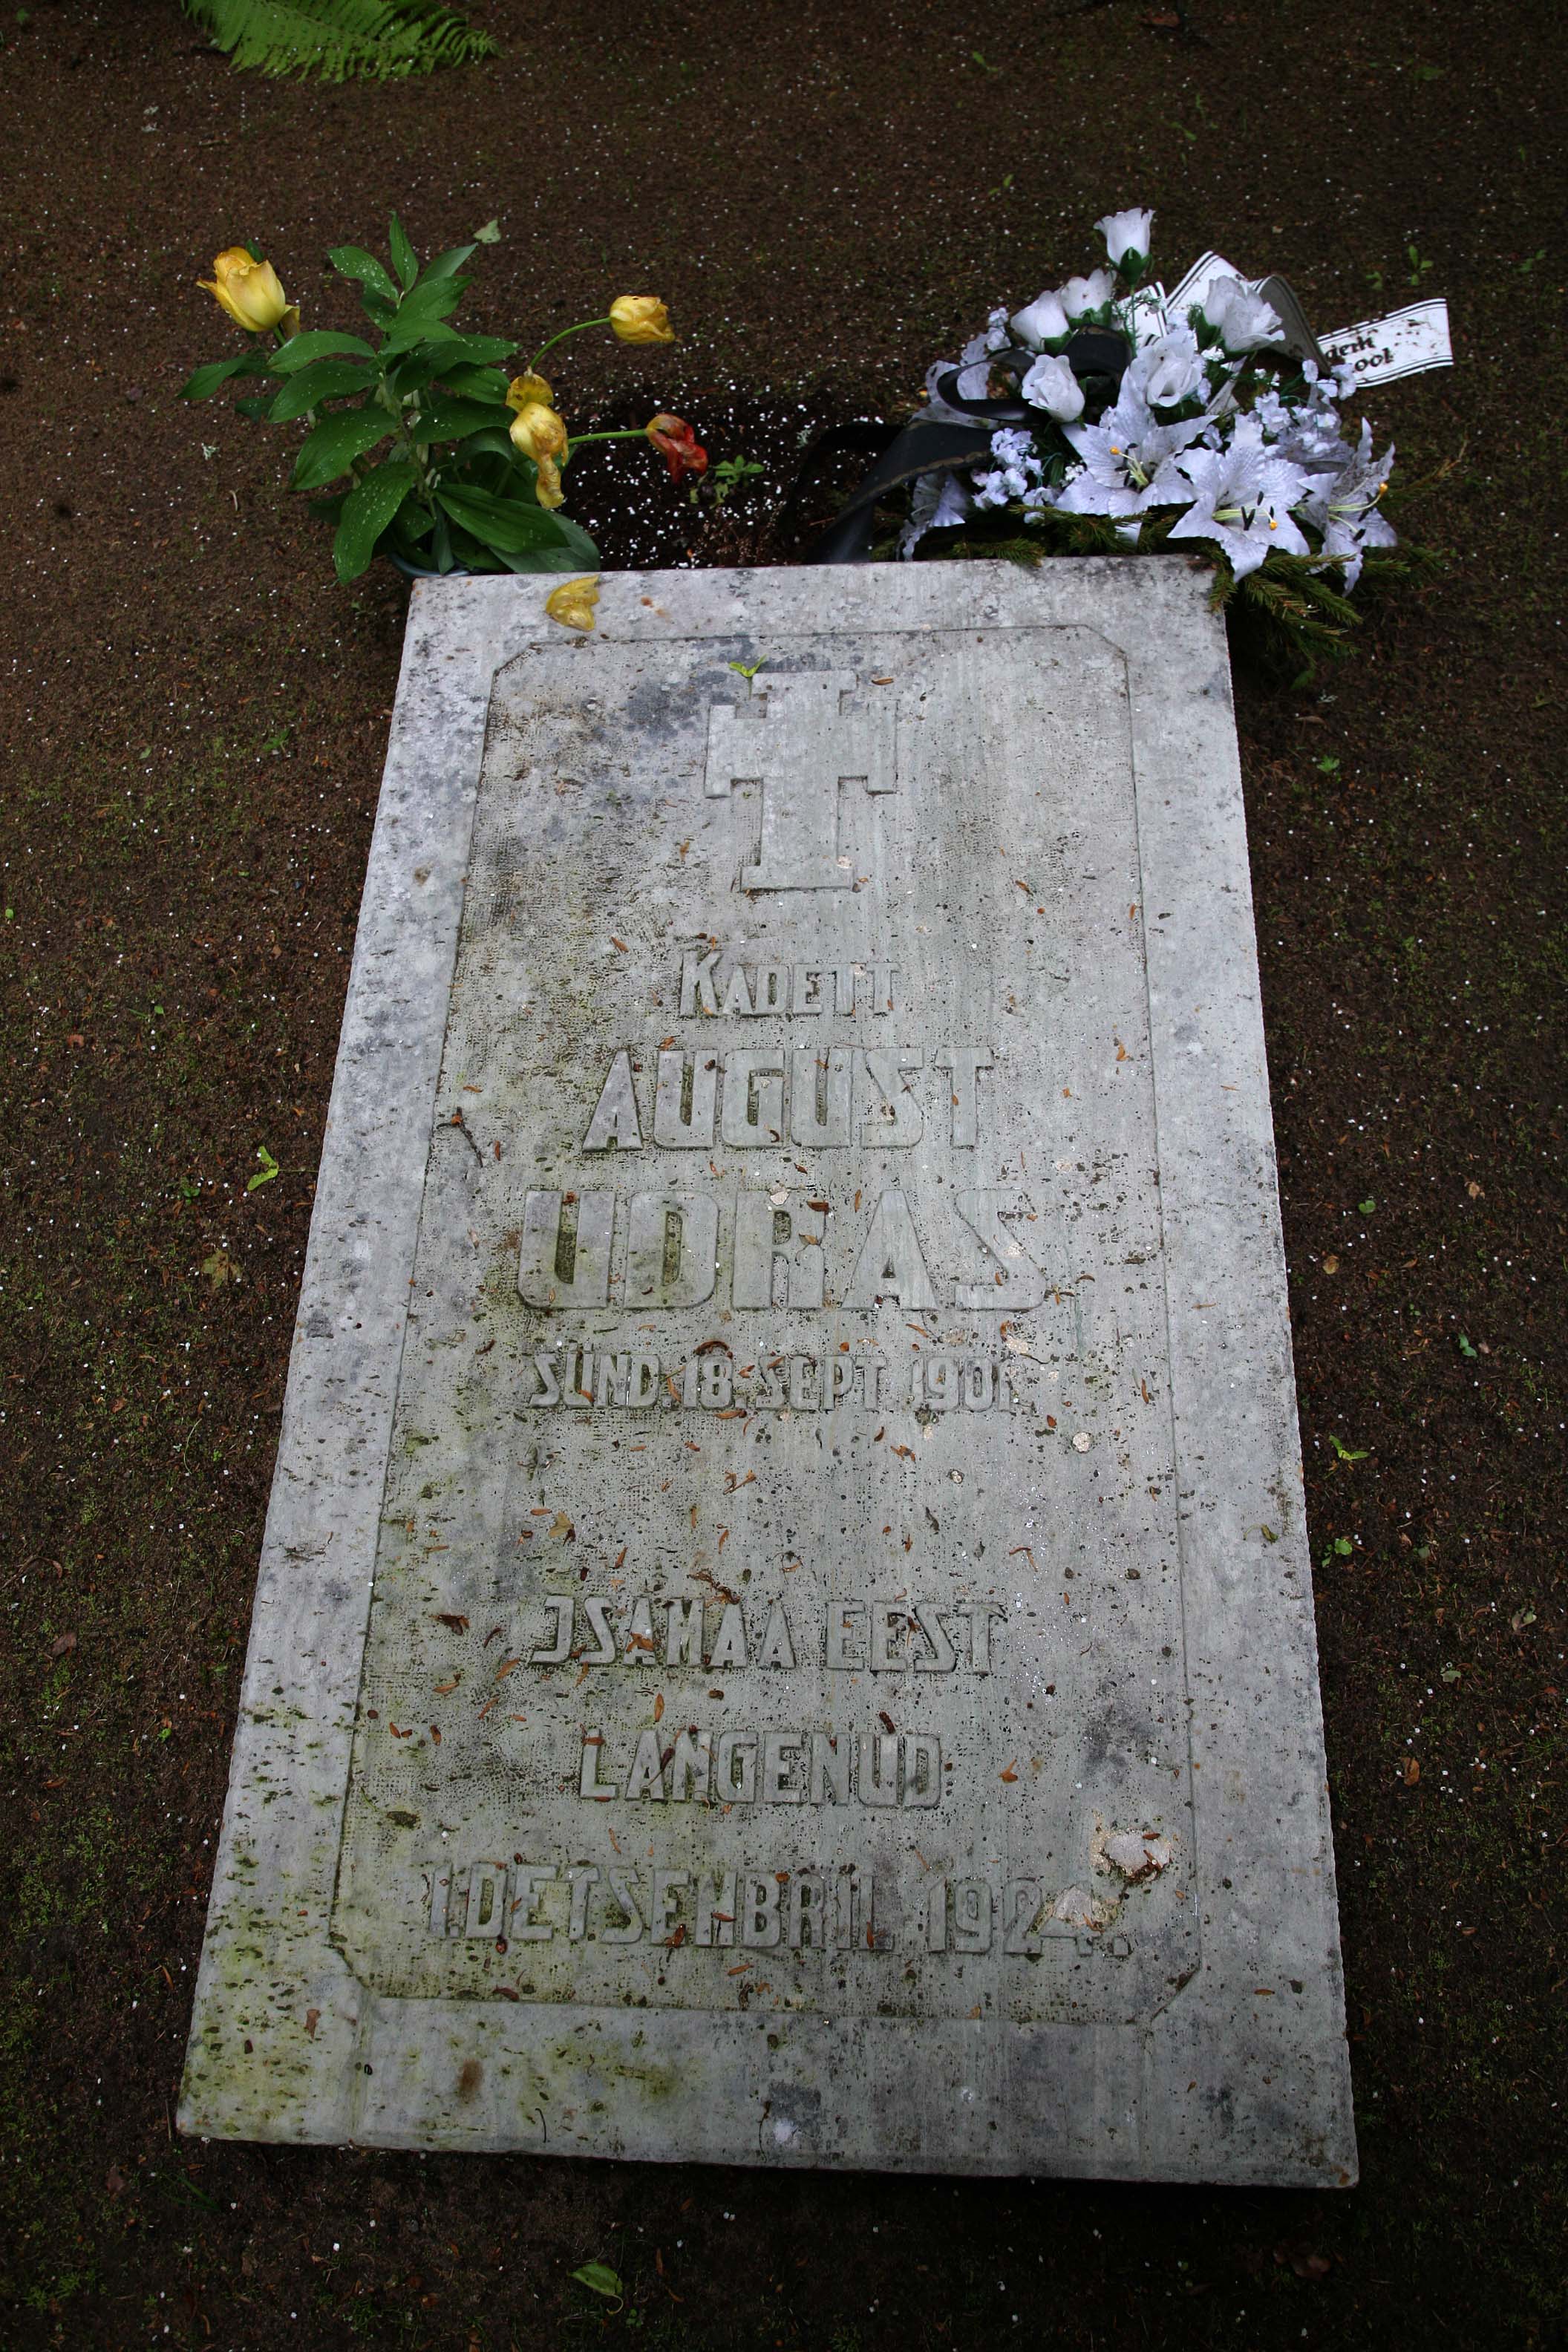 KADETT
AUGUST
UDRAS
SÜND. 18. SEPT. 1901.
ISAMAA EEST
LANGENUD
1. DETSEMBRIL 1924.